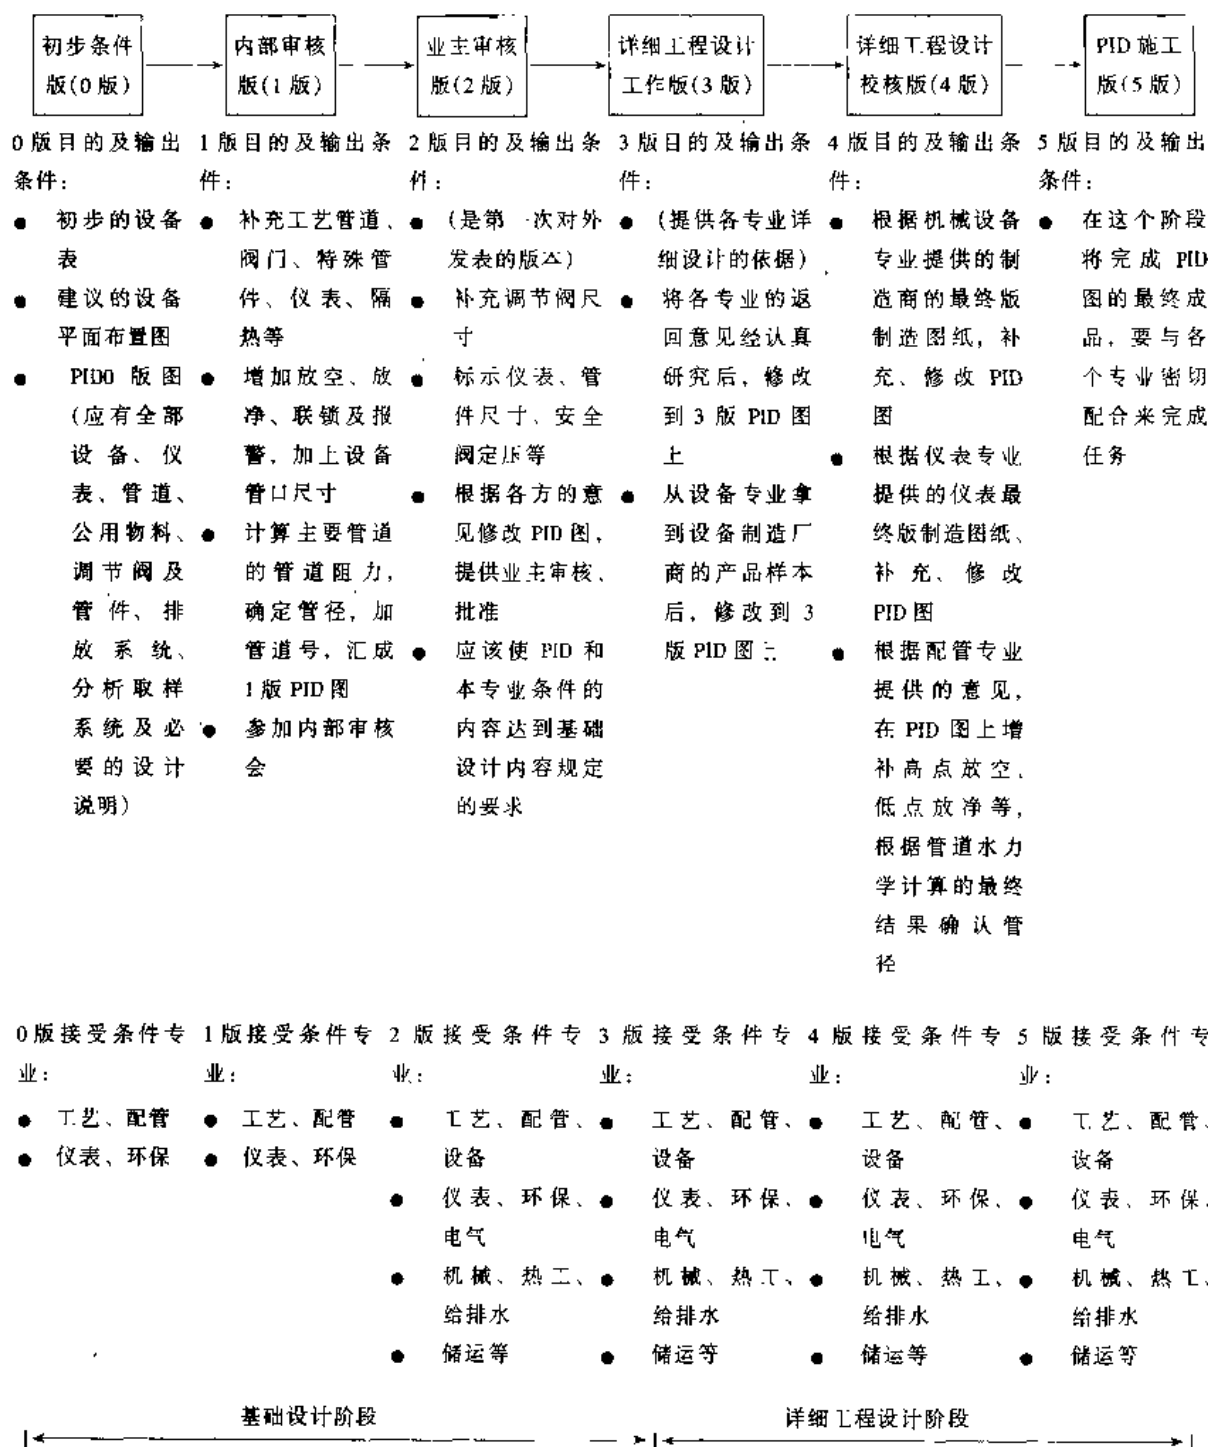 初步条件
版(0 版)
内部审核
版(1 版)
业主审核
版(2 版)
详细工程设计
工作版(3 版)
详细工程设计
校核版(4 版)
PID 施工
版(5 版)
0 版目的及输出
条件:
● 初步的设备
表
● 建议的设备
平面布置图
● PID0 版图
(应有全部
设备、仪
表、管道、
公用物料、
调节阀及
管件、排
放系统、
分析取样
系统及必
要的设计
说明)
1 版目的及输出条
件:
● 补充工艺管道、
阀门、特殊管
件、仪表、隔
热等
● 增加放空、放
净、联锁及报
警,加上设备
管口尺寸
● 计算主要管道
的管道阻力,
确定管径,加
管道号,汇成
1 版 PID 图
● 参加内部审核
会
2 版目的及输出条
件:
● (是第一次对外
发表的版本)
● 补充调节阀尺
寸
● 标示仪表、管
件尺寸、安全
阀定压等
● 根据各方的意
见修改 PID 图,
提供业主审核、
批准
● 应该使 PID 和
本专业条件的
内容达到基础
设计内容规定
的要求
3 版目的及输出条
件:
● (提供各专业详
细设计的依据)
● 将各专业的返
回意见经认真
研究后,修改
到 3 版 PID 图
上
● 从设备专业拿
到设备制造厂
商的产品样本
后,修改到 3
版 PID 图上
4 版目的及输出条
件:
● 根据机械设备
专业提供的制
造商的最终版
制造图纸,补
充、修改 PID
图
● 根据仪表专业
提供的仪表最
终版制造图纸、
补充、修改
PID 图
● 根据配管专业
提供的意见,
在 PID 图上增
补高点放空、
低点放净等,
根据管道水力
学计算的最终
结果确认管
径
5 版目的及输出
条件:
● 在这个阶段
将完成 PID
图的最终成
品,要与各
个专业密切
配合来完成
任务
0 版接受条件专
业:
● 工艺、配管
● 仪表、环保
1 版接受条件专
业:
● 工艺、配管
● 仪表、环保
2 版接受条件专
业:
● 工艺、配管、
设备
● 仪表、环保、
电气
● 机械、热工、
给排水
● 储运等
3 版接受条件专
业:
● 工艺、配管、
设备
● 仪表、环保、
电气
● 机械、热工、
给排水
● 储运等
4 版接受条件专
业:
● 工艺、配管、
设备
● 仪表、环保、
电气
● 机械、热工、
给排水
● 储运等
5 版接受条件专
业:
● 工艺、配管、
设备
● 仪表、环保、
电气
● 机械、热工、
给排水
● 储运等
基础设计阶段
详细工程设计阶段